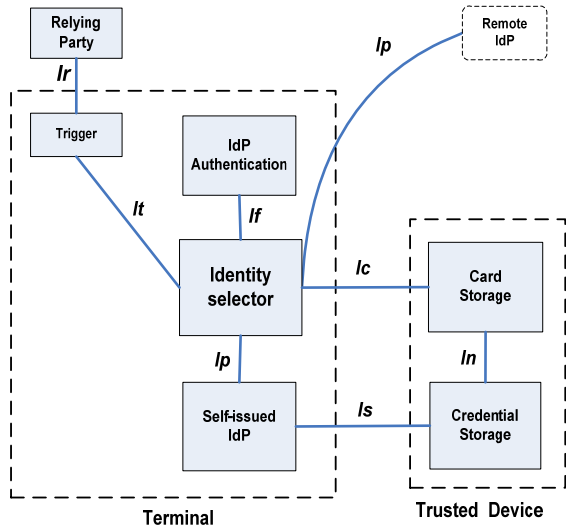 Relying
Party
Remote
IdP
Ip
Ir
Trigger
IdP
Authentication
It
If
Identity
selector
Ic
Card
Storage
Ip
In
Self-issued
IdP
Is
Credential
Storage
Terminal
Trusted Device